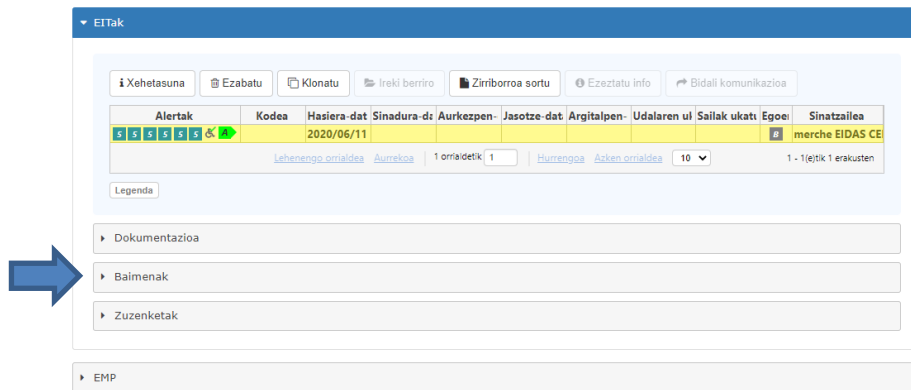 EITak
Xehetasuna Ezabatu Klonatu Ireki berriro Zirriborroa sortu Ezeztatu info Bidali komunikazioa
Alertak Kodea Hasiera-dat Sinadura-da Aurkezpen- Jasotze-data Argitalpen- Udalaren uk Sailak ukatu Egoer Sinatzailea
S S S S S S A 2020/06/11 B merche EIDAS CE
Lehenengo orrialdea Aurrekoa 1 orrialdetik 1 Hurrengoa Azken orrialdea 10 1 - 1(e)tik 1 erakusten
Legenda
Dokumentazioa
Baimenak
Zuzenketak
EMP